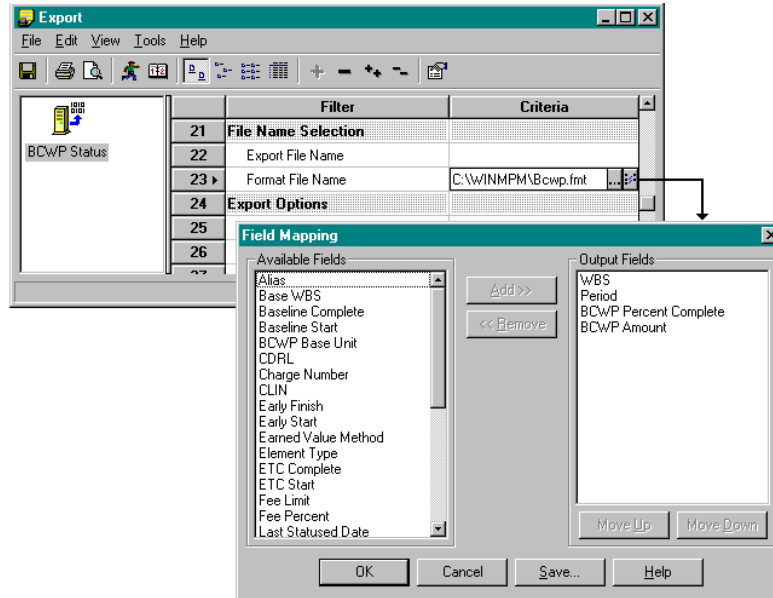 Export
File Edit View Tools Help
Filter Criteria
BCWP Status
21 File Name Selection
22 Export File Name
23 Format File Name C:\WINMPM\Bcwp.fmt ...
24 Export Options
25
26
Field Mapping
Available Fields
Alias
Base WBS
Baseline Complete
Baseline Start
BCWP Base Unit
CDRL
Charge Number
CLIN
Early Finish
Early Start
Earned Value Method
Element Type
ETC Complete
ETC Start
Fee Limit
Fee Percent
Last Statused Date
Add >>
<< Remove
Output Fields
WBS
Period
BCWP Percent Complete
BCWP Amount
Move Up Move Down
OK Cancel Save... Help